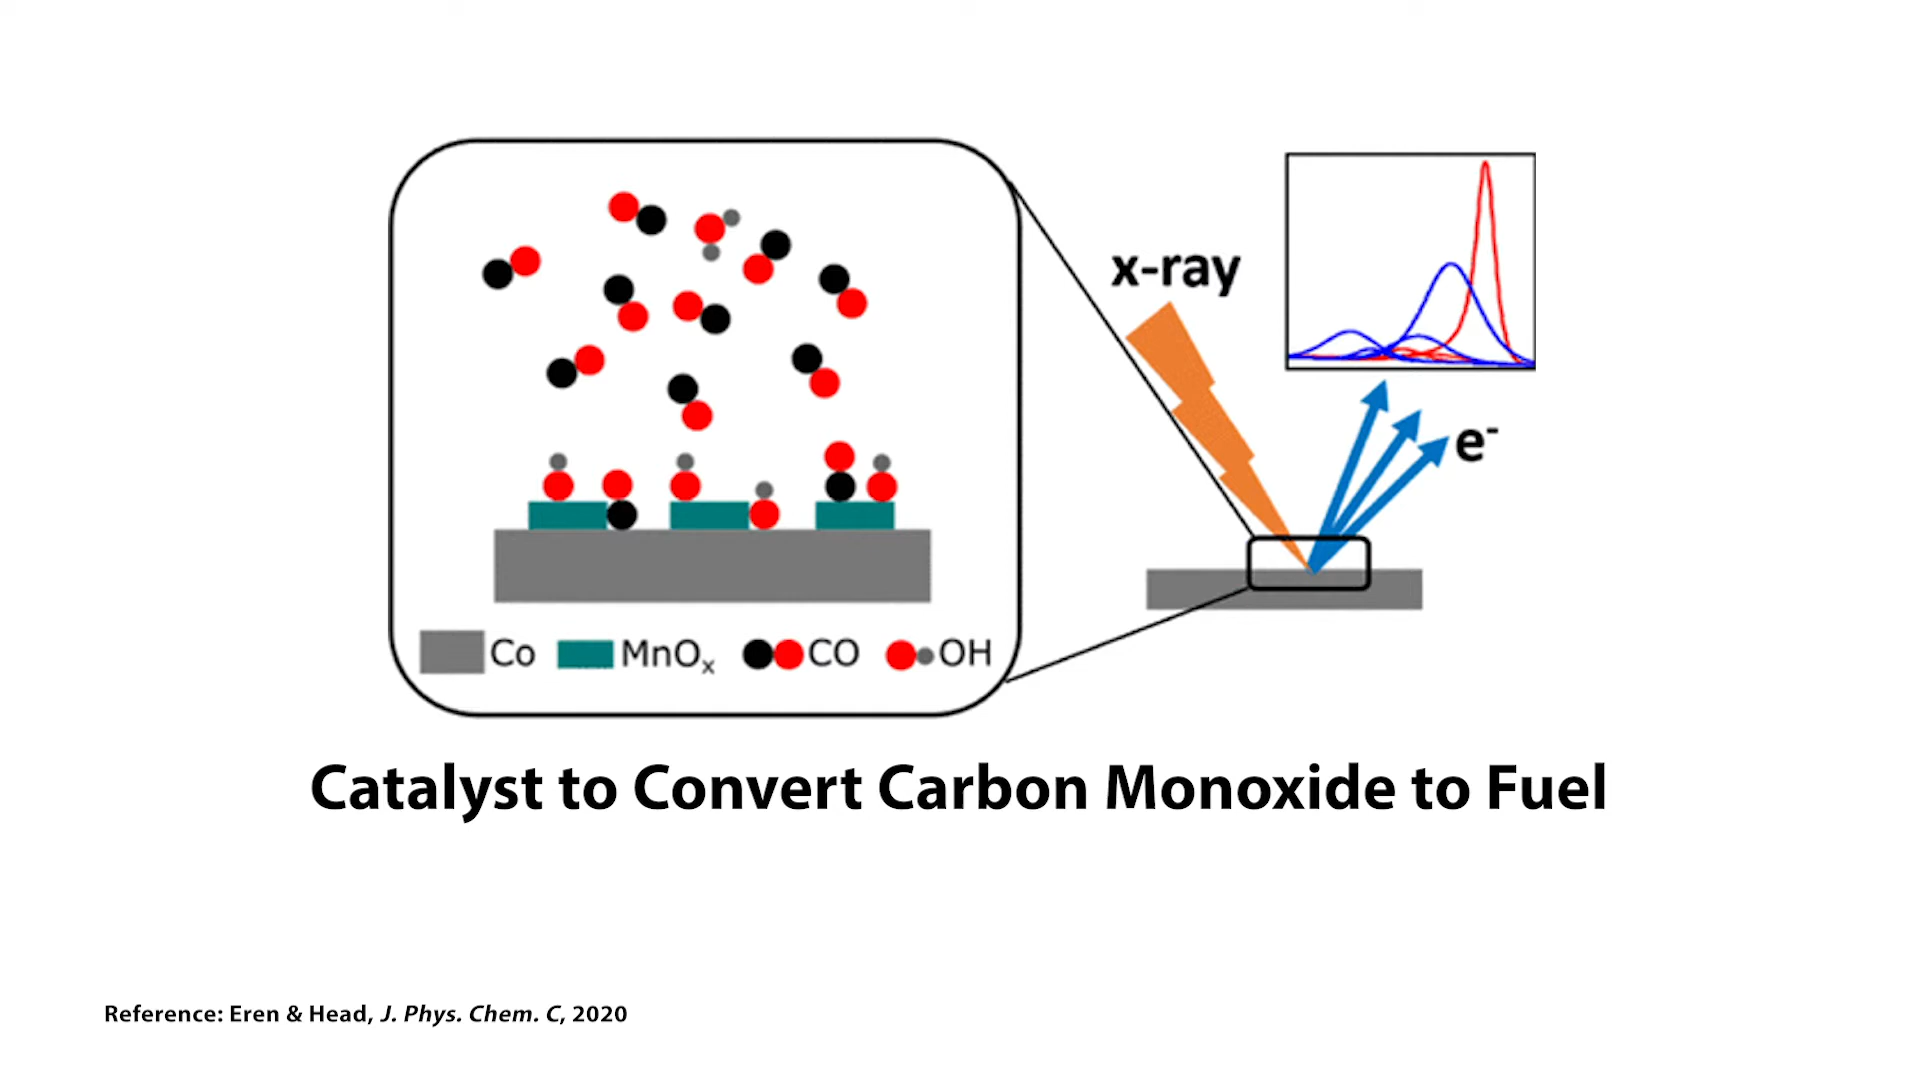 x-ray
e⁻
Co MnOₓ CO OH
Catalyst to Convert Carbon Monoxide to Fuel
Reference: Eren & Head, J. Phys. Chem. C, 2020